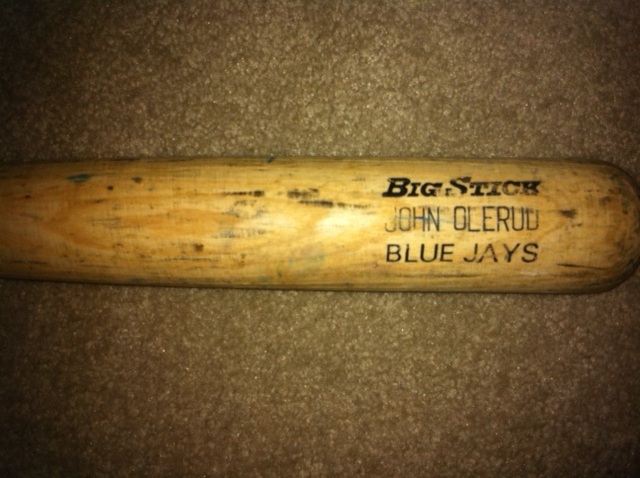 BIG STICK
JOHN OLERUD
BLUE JAYS